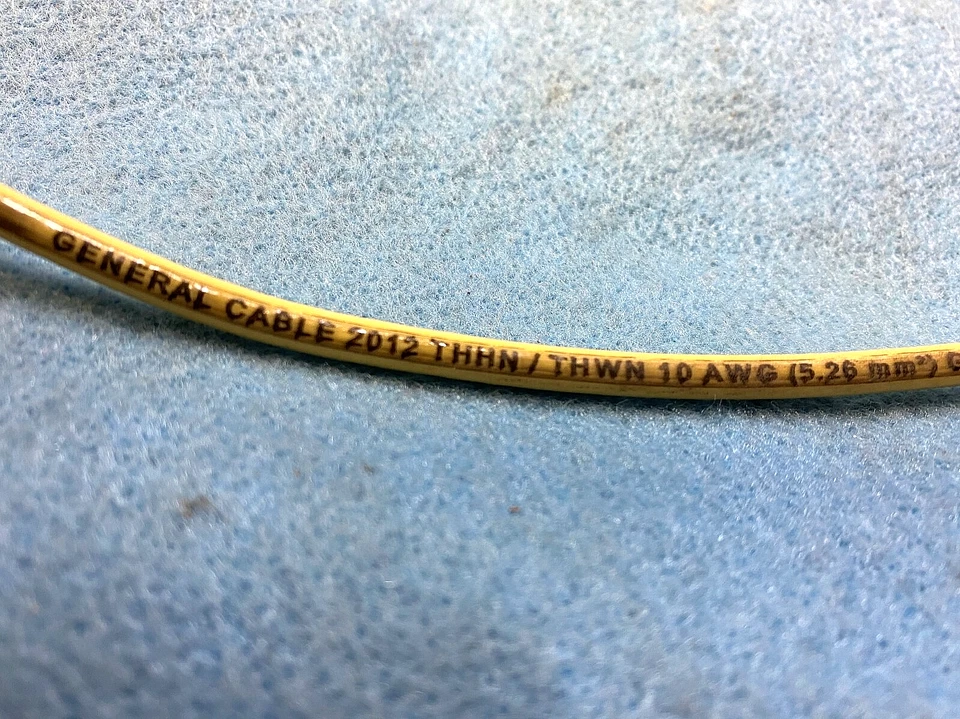 GENERAL CABLE 2012 THHN / THWN 10 AWG (5.26 mm²)